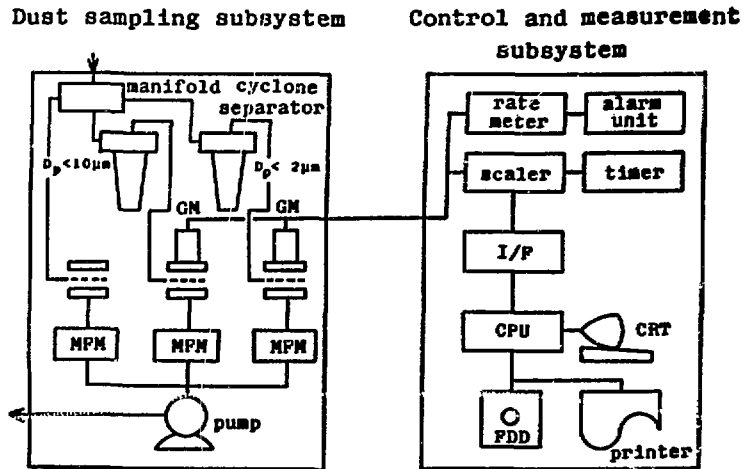 Dust sampling subsystem
Control and measurement
subsystem
manifold cyclone
separator
Dp<10μm
Dp< 2μm
GM
GM
MFM
MFM
MFM
pump
rate
meter
alarm
unit
scaler
timer
I/F
CPU
CRT
FDD
printer